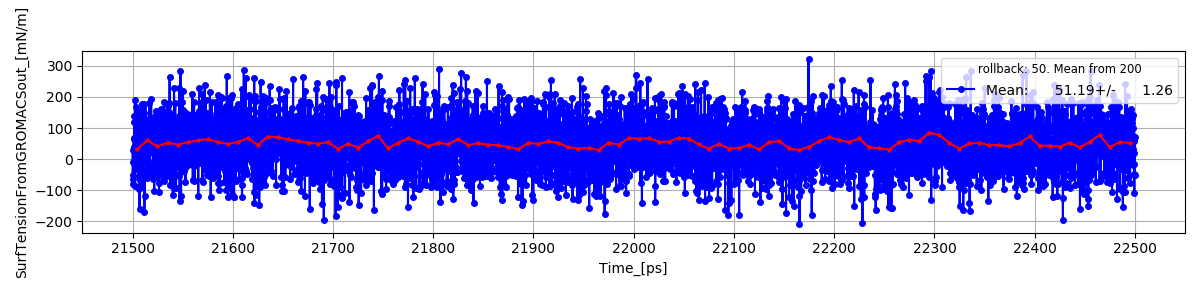 SurfTensionFromGROMACSout_[mN/m]
300
200
100
0
−100
−200
rollback: 50. Mean from 200
Mean: 51.19+/- 1.26
21500 21600 21700 21800 21900 22000 22100 22200 22300 22400 22500
Time_[ps]